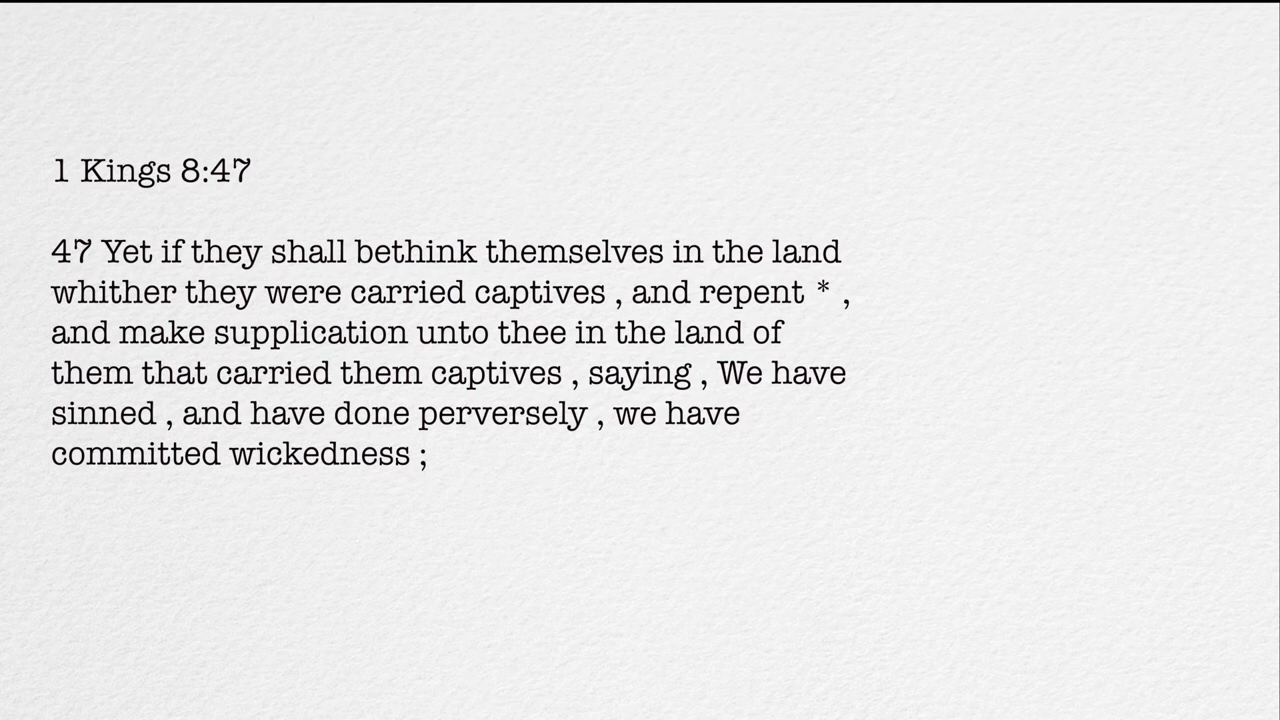 1 Kings 8:47
47 Yet if they shall bethink themselves in the land
whither they were carried captives , and repent * ,
and make supplication unto thee in the land of
them that carried them captives , saying , We have
sinned , and have done perversely , we have
committed wickedness ;